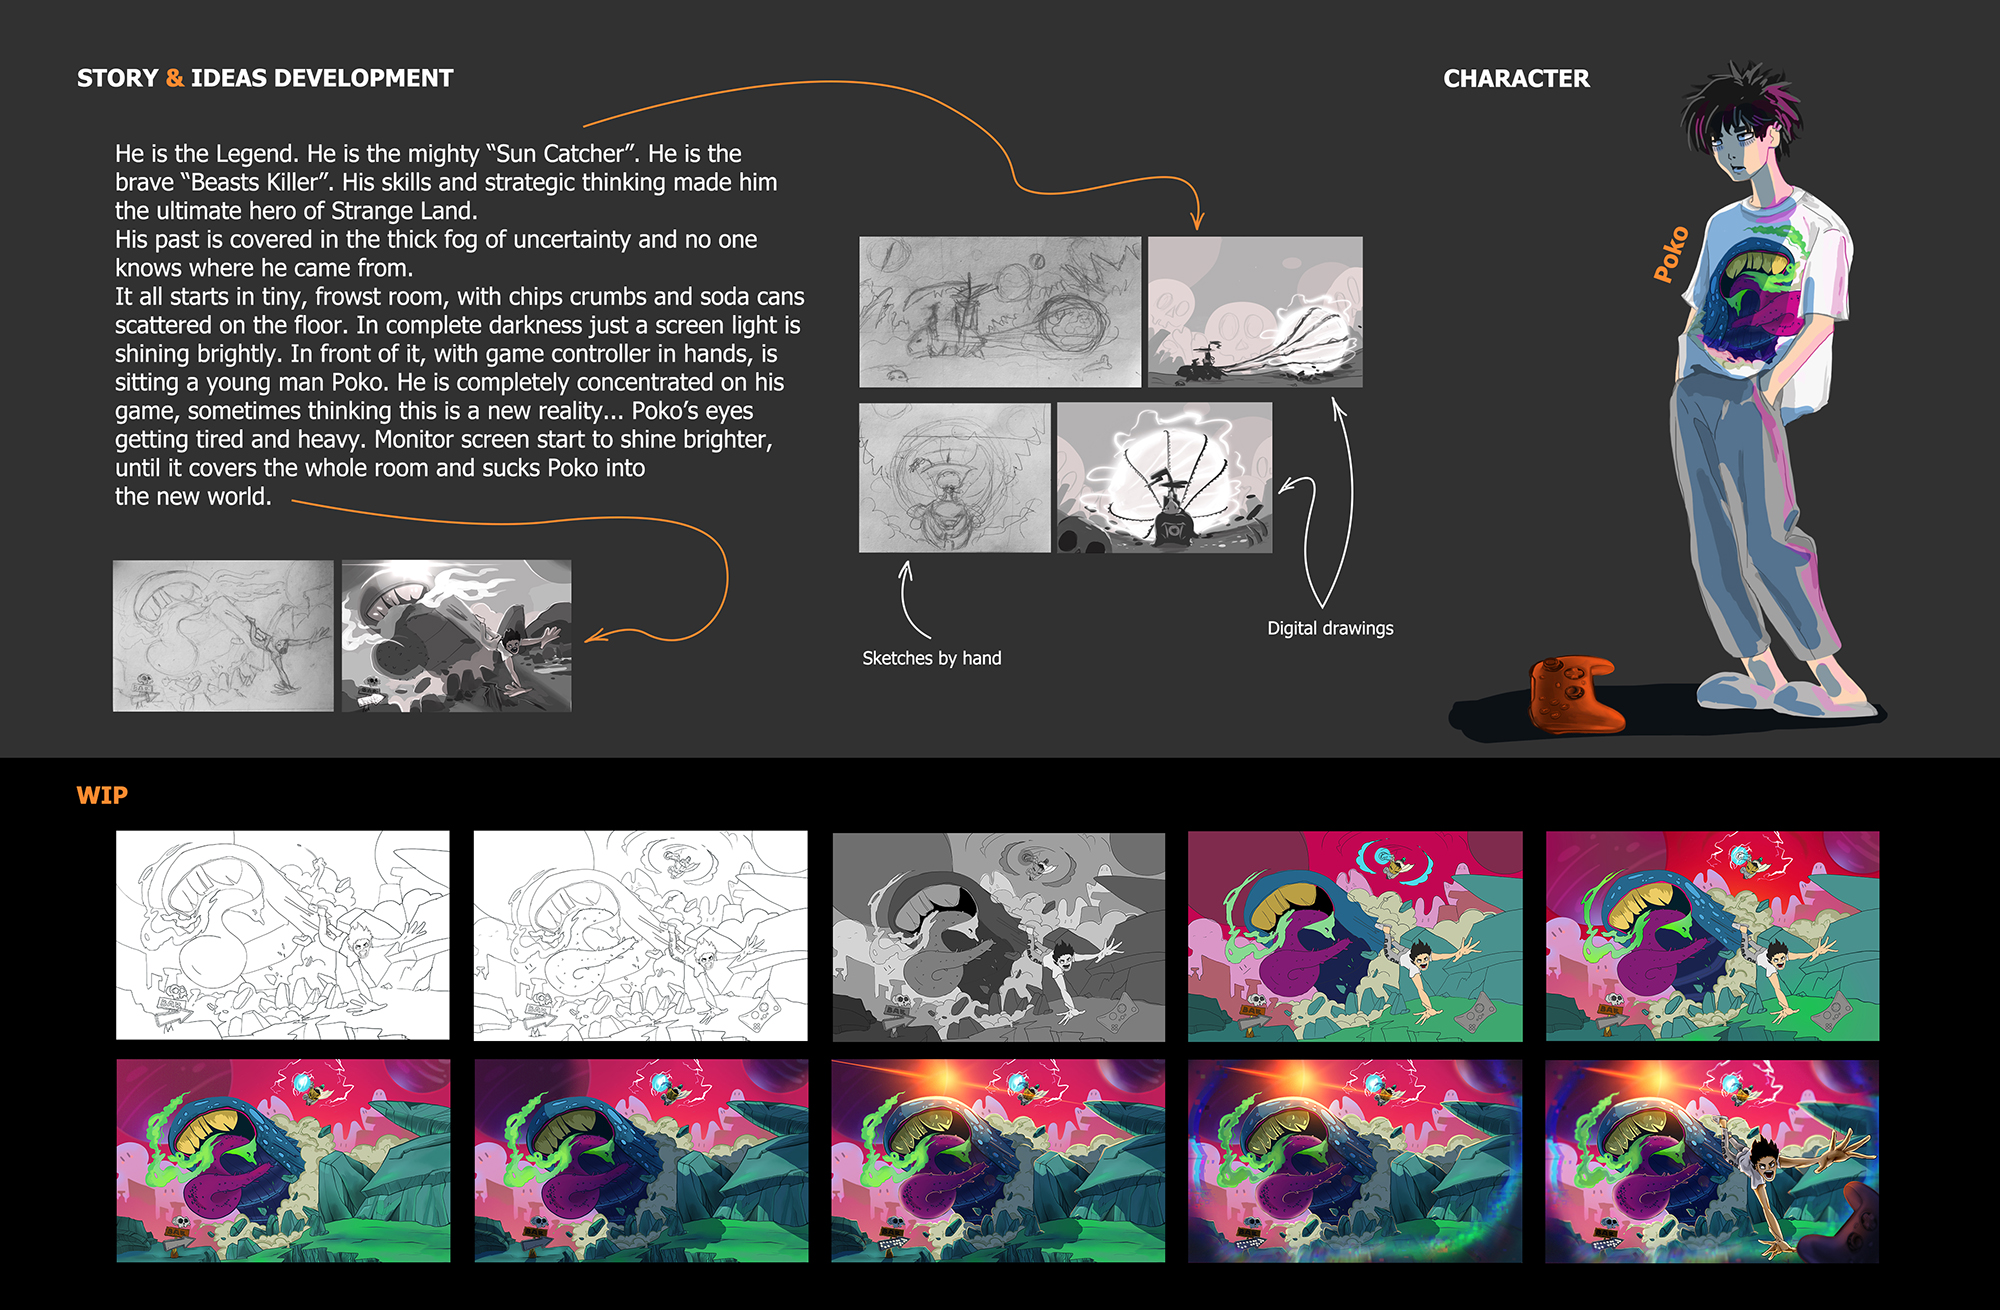 STORY & IDEAS DEVELOPMENT
He is the Legend. He is the mighty “Sun Catcher”. He is the
brave “Beasts Killer”. His skills and strategic thinking made him
the ultimate hero of Strange Land.
His past is covered in the thick fog of uncertainty and no one
knows where he came from.
It all starts in tiny, frowst room, with chips crumbs and soda cans
scattered on the floor. In complete darkness just a screen light is
shining brightly. In front of it, with game controller in hands, is
sitting a young man Poko. He is completely concentrated on his
game, sometimes thinking this is a new reality... Poko’s eyes
getting tired and heavy. Monitor screen start to shine brighter,
until it covers the whole room and sucks Poko into
the new world.
Sketches by hand
Digital drawings
CHARACTER
Poko
WIP